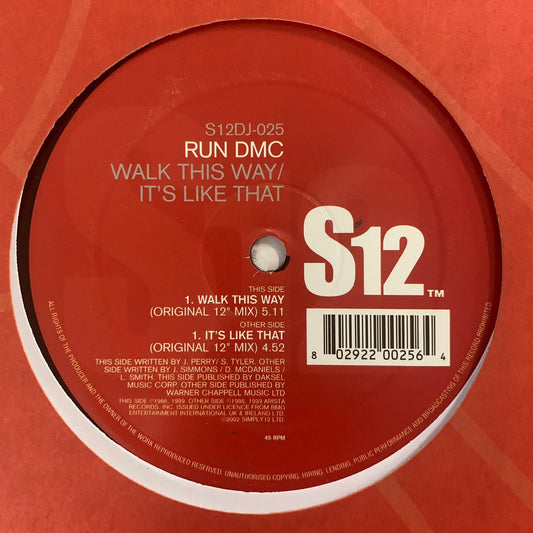 S12DJ-025
RUN DMC
WALK THIS WAY/
IT'S LIKE THAT
S12™
THIS SIDE
1. WALK THIS WAY
(ORIGINAL 12" MIX) 5.11
OTHER SIDE
1. IT'S LIKE THAT
(ORIGINAL 12" MIX) 4.52
THIS SIDE WRITTEN BY J. PERRY/ S. TYLER. OTHER
SIDE WRITTEN BY J. SIMMONS / D. MCDANIELS /
L. SMITH. THIS SIDE PUBLISHED BY DAKSEL
MUSIC CORP. OTHER SIDE PUBLISHED BY
WARNER CHAPPELL MUSIC LTD
THIS SIDE ℗1986, 1999. OTHER SIDE ℗1986, 1999 ARISTA
RECORDS, INC. ISSUED UNDER LICENCE FROM BMG
ENTERTAINMENT INTERNATIONAL UK & IRELAND LTD.
©2002 SIMPLY12 LTD.
45 RPM
8 02922 00256 4
ALL RIGHTS OF THE PRODUCER AND THE OWNER OF THE WORK REPRODUCED RESERVED. UNAUTHORISED COPYING, HIRING, LENDING, PUBLIC PERFORMANCE AND BROADCASTING OF THIS RECORD PROHIBITED.